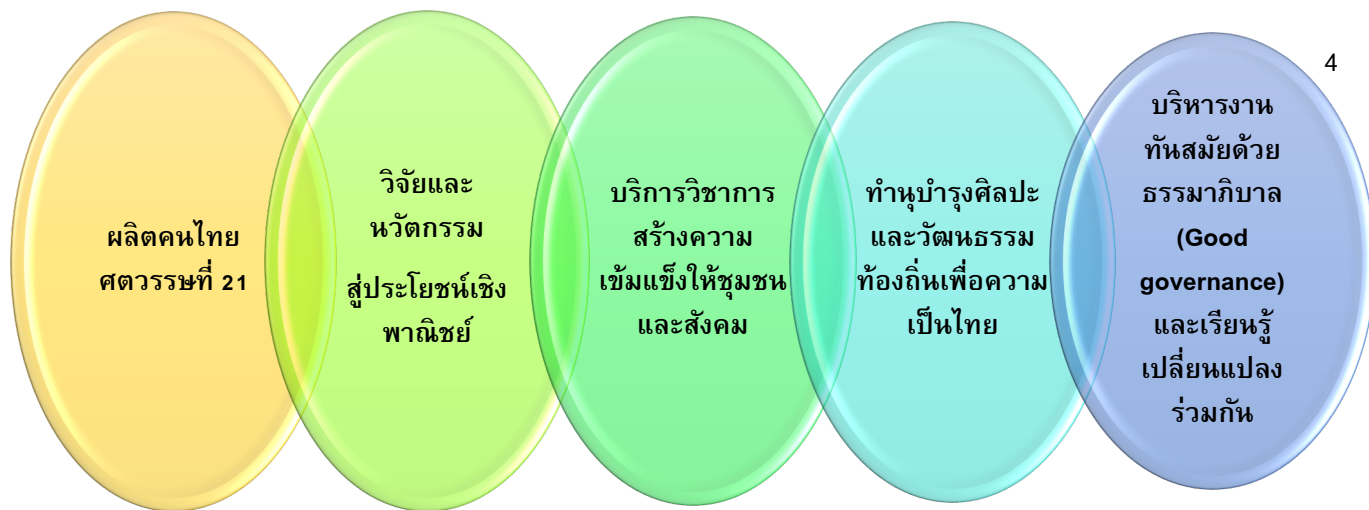 ผลิตคนไทย
ศตวรรษที่ 21
วิจัยและ
นวัตกรรม
สู่ประโยชน์เชิง
พาณิชย์
บริการวิชาการ
สร้างความ
เข้มแข็งให้ชุมชน
และสังคม
ทำนุบำรุงศิลปะ
และวัฒนธรรม
ท้องถิ่นเพื่อความ
เป็นไทย
4
บริหารงาน
ทันสมัยด้วย
ธรรมาภิบาล
(Good
governance)
และเรียนรู้
เปลี่ยนแปลง
ร่วมกัน